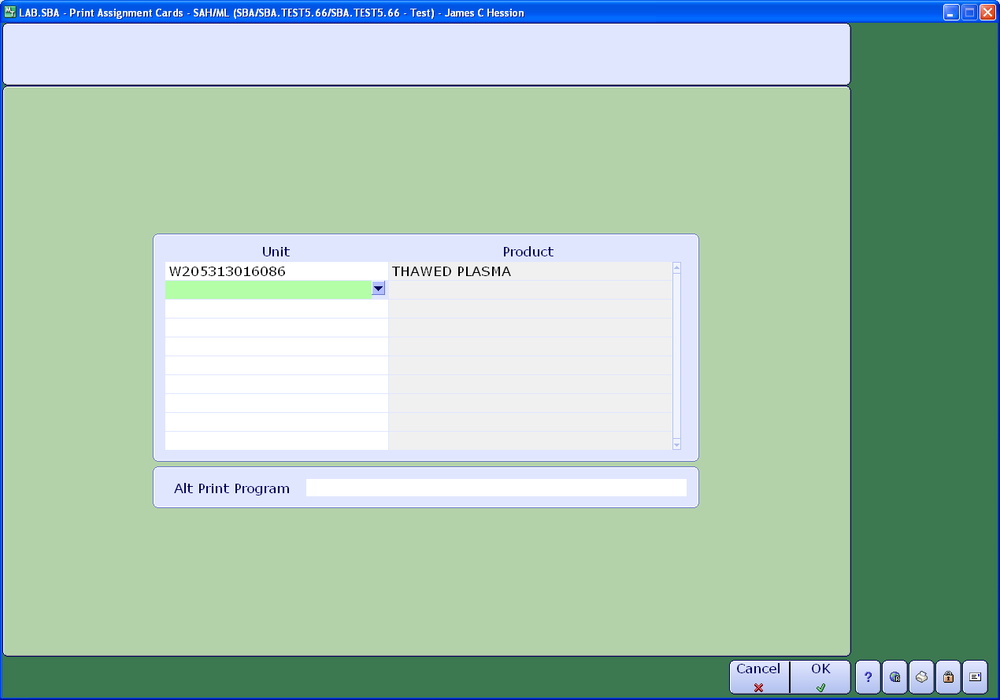 LAB.SBA - Print Assignment Cards - SAH/ML (SBA/SBA.TEST5.66/SBA.TEST5.66 - Test) - James C Hession
Unit Product
W205313016086 THAWED PLASMA
Alt Print Program
Cancel OK
?